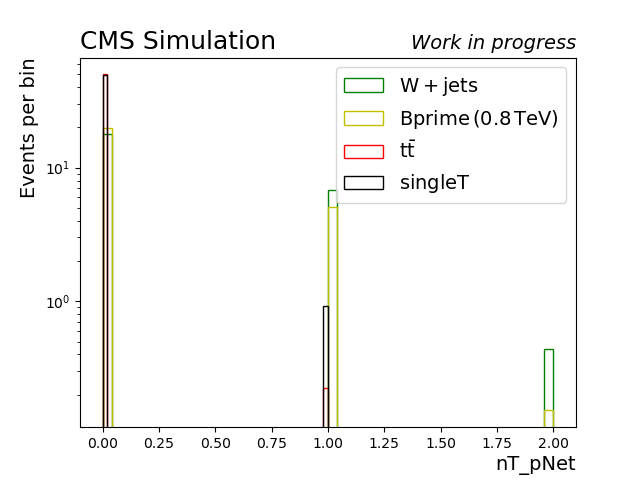 CMS Simulation Work in progress
Events per bin
W + jets
Bprime (0.8 TeV)
tt̄
singleT
10¹
10⁰
0.00 0.25 0.50 0.75 1.00 1.25 1.50 1.75 2.00
nT_pNet